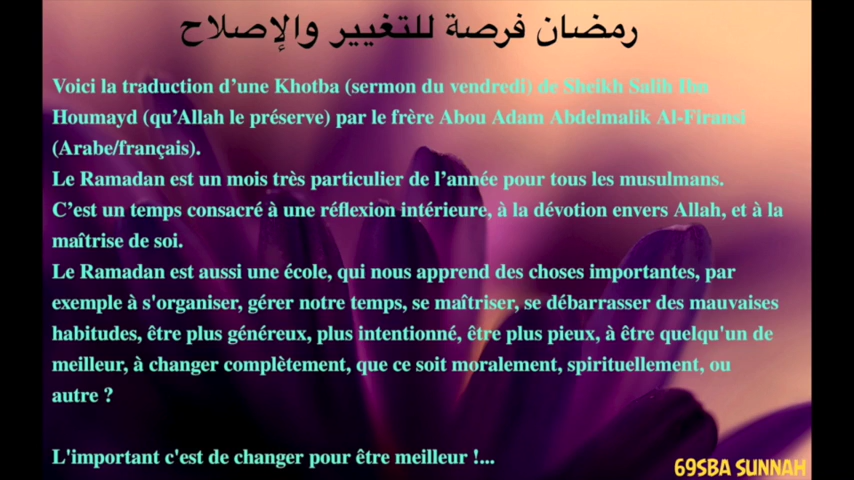 رمضان فرصة للتغيير والإصلاح
Voici la traduction d’une Khotba (sermon du vendredi) de Sheikh Salih Ibn
Houmayd (qu’Allah le préserve) par le frère Abou Adam Abdelmalik Al-Firansi
(Arabe/français).
Le Ramadan est un mois très particulier de l’année pour tous les musulmans.
C’est un temps consacré à une réflexion intérieure, à la dévotion envers Allah, et à la
maîtrise de soi.
Le Ramadan est aussi une école, qui nous apprend des choses importantes, par
exemple à s'organiser, gérer notre temps, se maîtriser, se débarrasser des mauvaises
habitudes, être plus généreux, plus intentionné, être plus pieux, à être quelqu'un de
meilleur, à changer complètement, que ce soit moralement, spirituellement, ou
autre ?
L'important c'est de changer pour être meilleur !...
69SBA SUNNAH